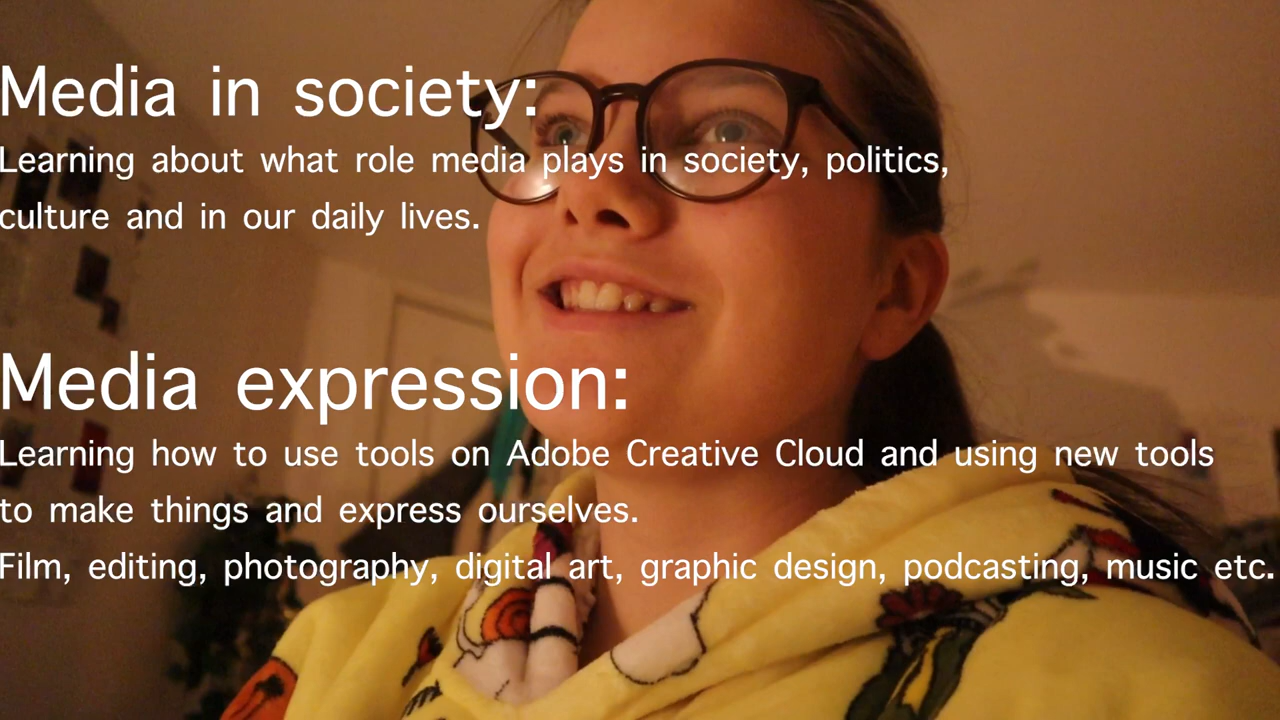 Media in society:
Learning about what role media plays in society, politics,
culture and in our daily lives.
Media expression:
Learning how to use tools on Adobe Creative Cloud and using new tools
to make things and express ourselves.
Film, editing, photography, digital art, graphic design, podcasting, music etc.